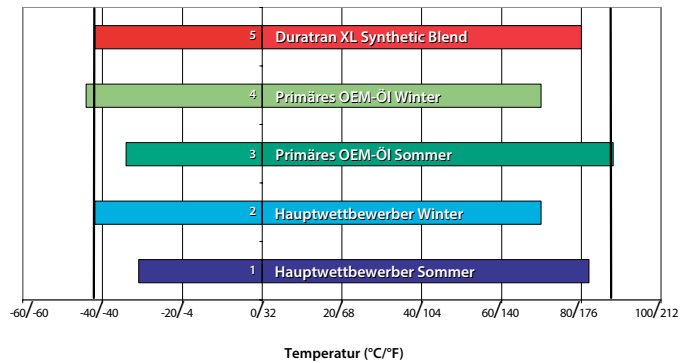 5 Duratran XL Synthetic Blend
4 Primäres OEM-Öl Winter
3 Primäres OEM-Öl Sommer
2 Hauptwettbewerber Winter
1 Hauptwettbewerber Sommer
-60/-60 -40/-40 -20/-4 0/32 20/68 40/104 60/140 80/176 100/212
Temperatur (°C/°F)